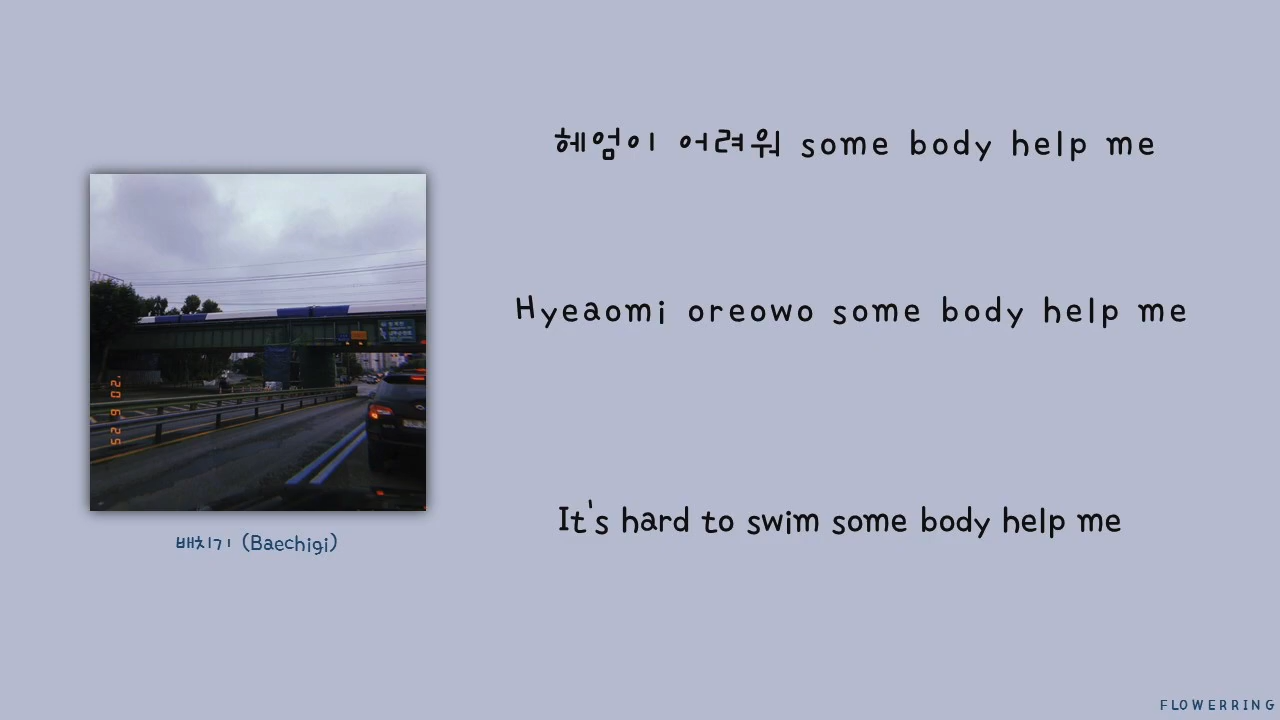 헤엄이 어려워 some body help me
Hyeaomi oreowo some body help me
It's hard to swim some body help me
배치기 (Baechigi)
FLOWERRING